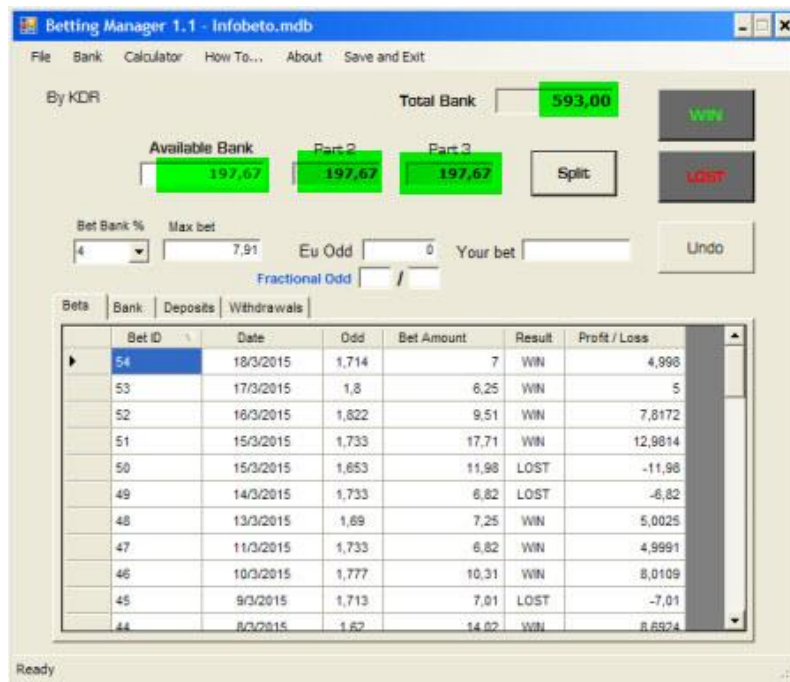 Betting Manager 1.1 - Infobeto.mdb
File Bank Calculator How To... About Save and Exit
By KDR
Total Bank 593,00
WIN
Available Bank Part 2 Part 3
197,67 197,67 197,67 Split
LOST
Bet Bank % Max bet
4 7,91 Eu Odd 0 Your bet Undo
Fractional Odd /
Bets Bank Deposits Withdrawals
Bet ID Date Odd Bet Amount Result Profit / Loss
54 18/3/2015 1,714 7 WIN 4,998
53 17/3/2015 1,8 6,25 WIN 5
52 16/3/2015 1,822 9,51 WIN 7,8172
51 15/3/2015 1,733 17,71 WIN 12,9814
50 15/3/2015 1,653 11,98 LOST -11,98
49 14/3/2015 1,733 6,82 LOST -6,82
48 13/3/2015 1,69 7,25 WIN 5,0025
47 11/3/2015 1,733 6,82 WIN 4,9991
46 10/3/2015 1,777 10,31 WIN 8,0109
45 9/3/2015 1,713 7,01 LOST -7,01
44 8/3/2015 1,62 14,02 WIN 8,6924
Ready